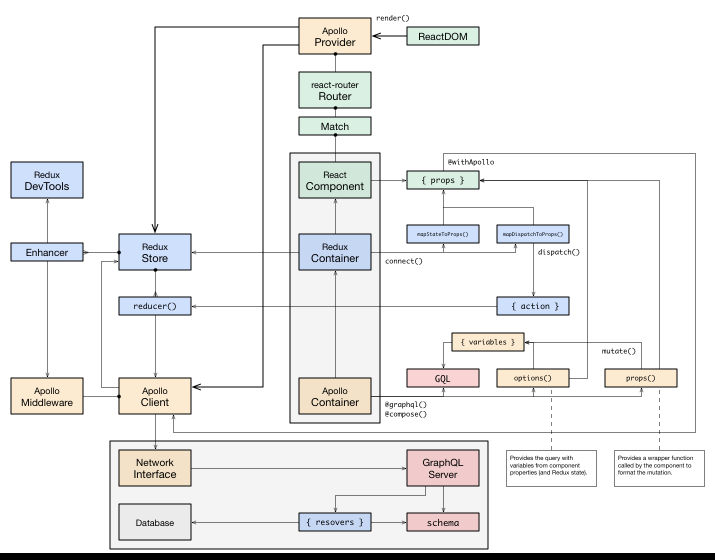 render()
Apollo
Provider
ReactDOM
react-router
Router
Match
@withApollo
Redux
DevTools
React
Component
{ props }
mapStateToProps()
mapDispatchToProps()
Enhancer
Redux
Store
Redux
Container
connect()
dispatch()
reducer()
{ action }
{ variables }
mutate()
Apollo
Middleware
Apollo
Client
Apollo
Container
GQL
options()
props()
@graphql()
@compose()
Provides the query with
variables from component
properties (and Redux state).
Provides a wrapper function
called by the component to
format the mutation.
Network
Interface
GraphQL
Server
Database
{ resovers }
schema